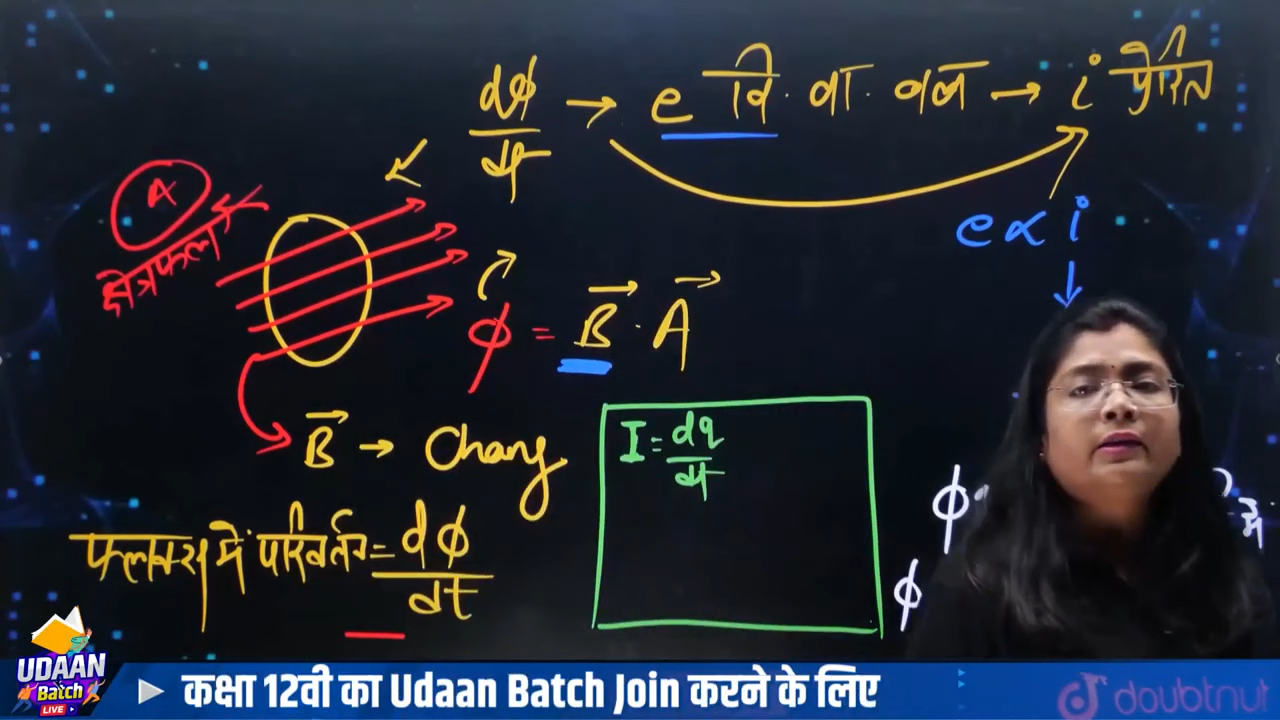 dϕ/dt → e वि. वा. बल → i प्रेरित
A
क्षेत्रफल
e ∝ i
ϕ = B⃗ · A⃗
B⃗ → Chang
I = dq/dt
फ्लक्स में परिवर्तन = dϕ/dt
ϕ
में
ϕ
UDAAN
Batch
LIVE
कक्षा 12वी का Udaan Batch Join करने के लिए
doubtnut